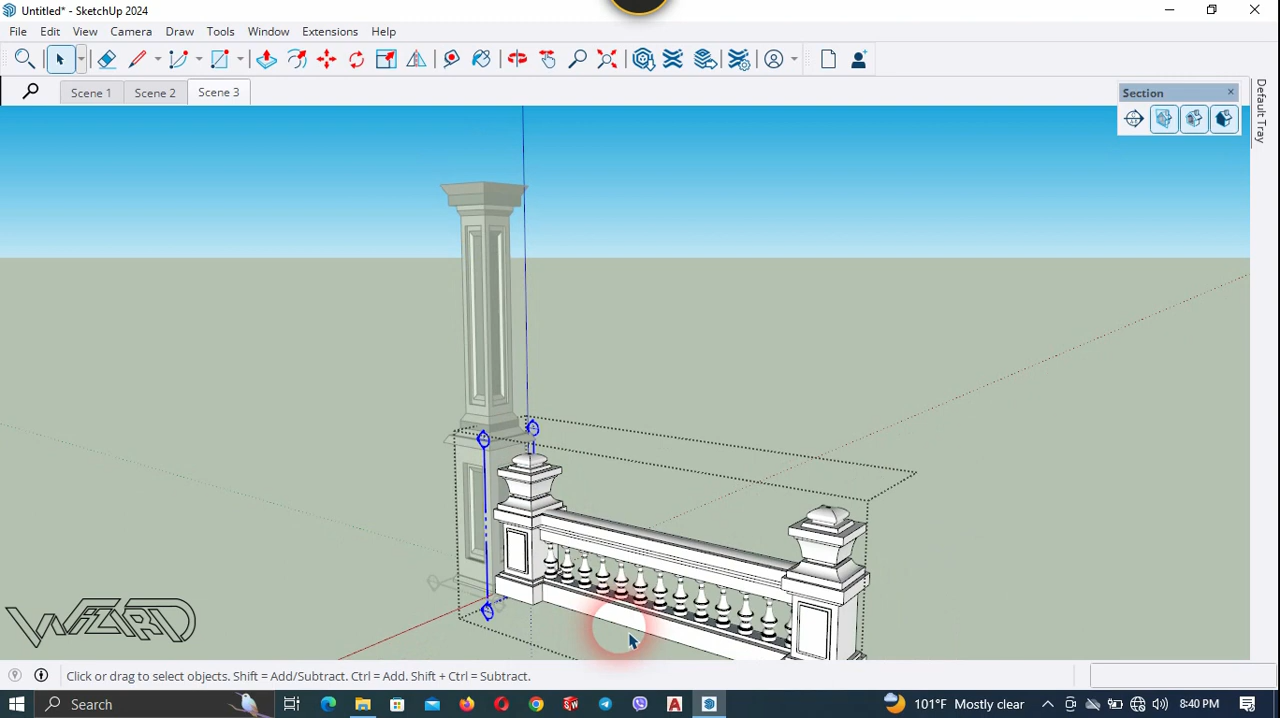 Untitled* - SketchUp 2024
File Edit View Camera Draw Tools Window Extensions Help
Scene 1 Scene 2 Scene 3
Section
Default Tray
WIZARD
Click or drag to select objects. Shift = Add/Subtract. Ctrl = Add. Shift + Ctrl = Subtract.
Search
101°F Mostly clear
8:40 PM